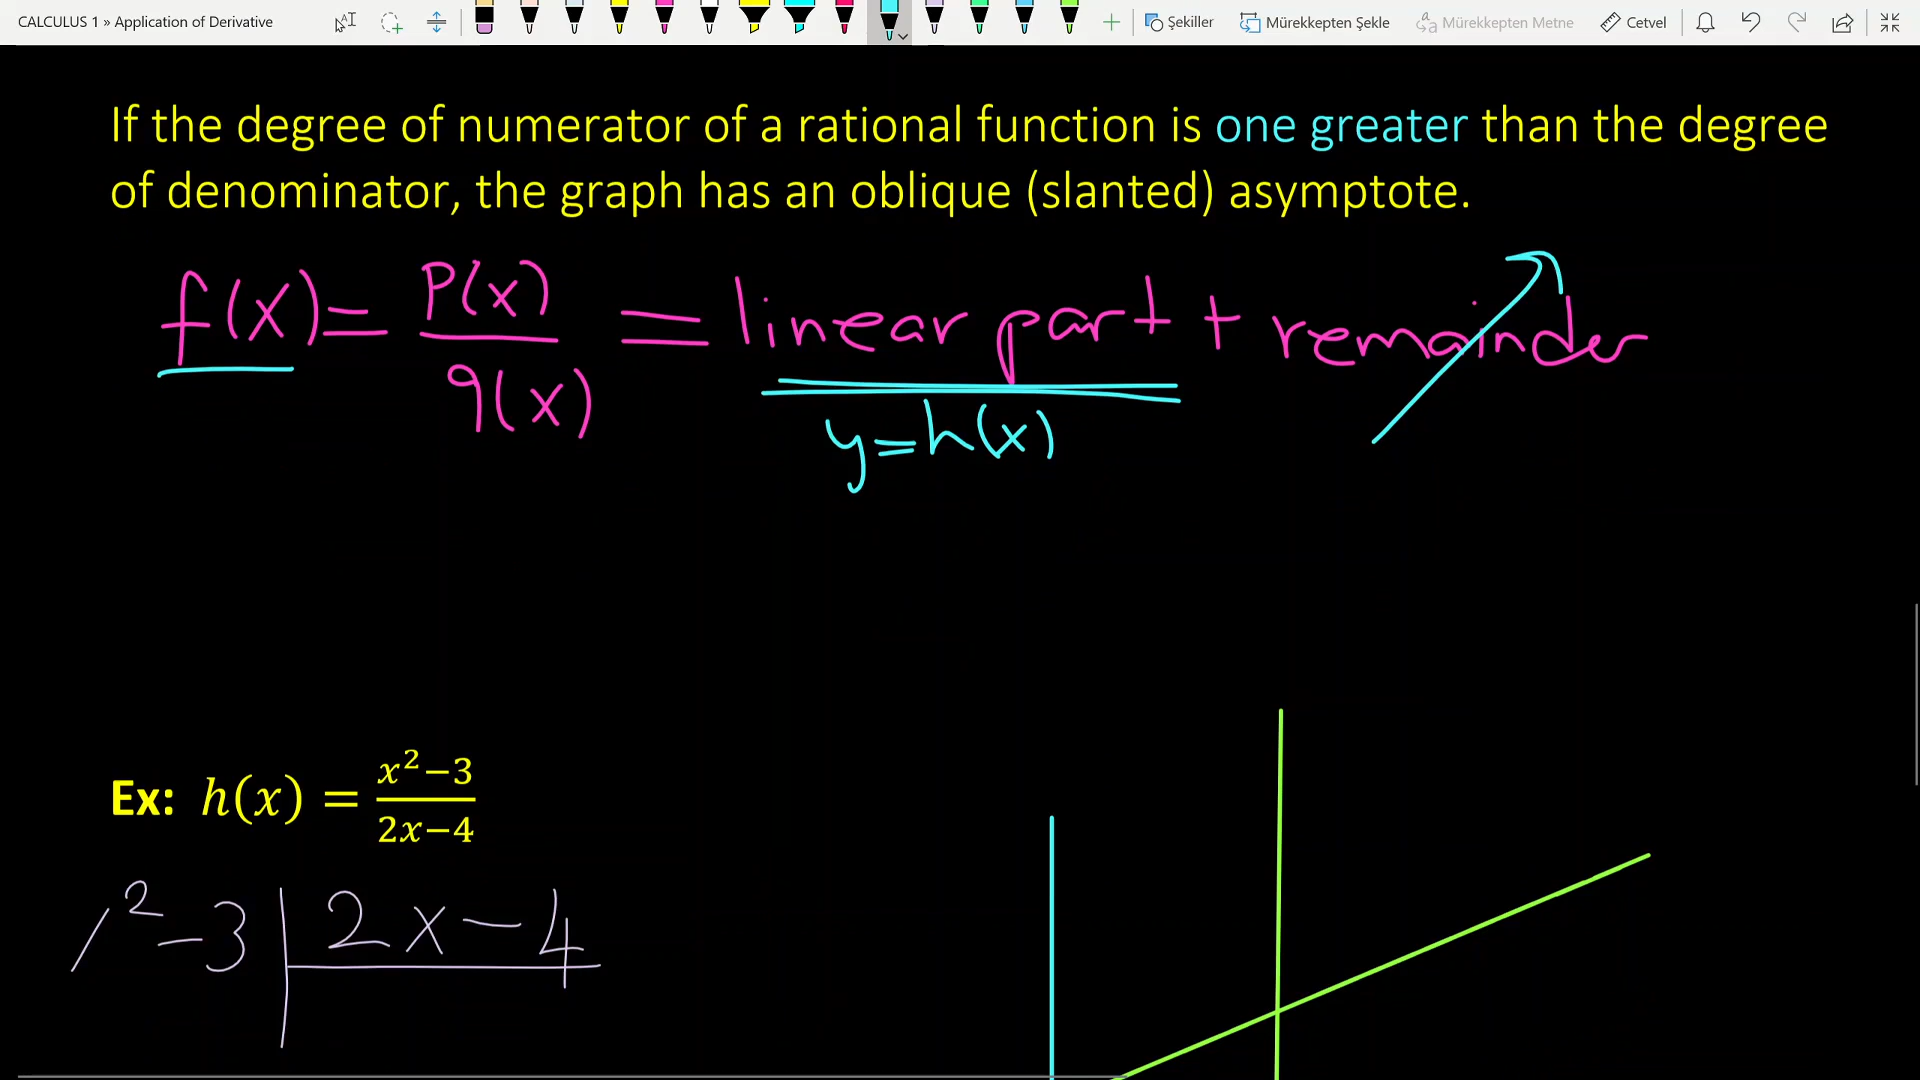 CALCULUS 1 » Application of Derivative
Şekiller
Mürekkepten Şekle
Mürekkepten Metne
Cetvel
If the degree of numerator of a rational function is one greater than the degree
of denominator, the graph has an oblique (slanted) asymptote.
f(x) = P(x)/q(x) = linear part + remainder
y=h(x)
Ex: h(x) = x²−3/2x−4
²−3 | 2x−4